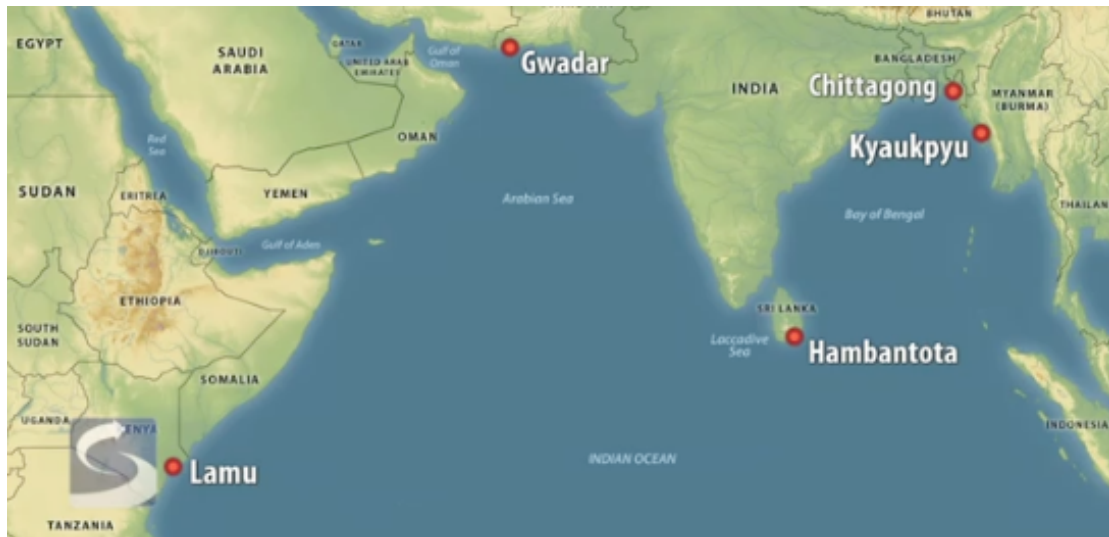 BHUTAN
EGYPT
SAUDI
ARABIA
QATAR
UNITED ARAB
EMIRATES
Gulf of
Oman
Gwadar
INDIA
BANGLADESH
Chittagong
MYANMAR
(BURMA)
Kyaukpyu
OMAN
Red
Sea
SUDAN
ERITREA
YEMEN
Arabian Sea
Bay of Bengal
THAILAN
Gulf of Aden
DJIBOUTI
ETHIOPIA
SOUTH
SUDAN
SRI LANKA
Laccadive
Sea
Hambantota
SOMALIA
UGANDA
ENYA
INDONESIA
INDIAN OCEAN
Lamu
TANZANIA